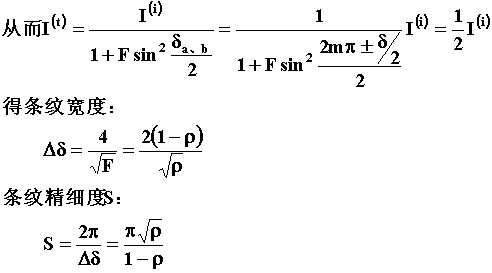 从而I^(t) = I^(i) / (1 + F sin² (δ_a、b / 2)) = 1 / (1 + F sin² ((2mπ ± δ/2) / 2)) I^(i) = 1/2 I^(i)
得条纹宽度：
Δδ = 4/√F = 2(1−ρ)/√ρ
条纹精细度S：
S = 2π/Δδ = π√ρ/(1−ρ)